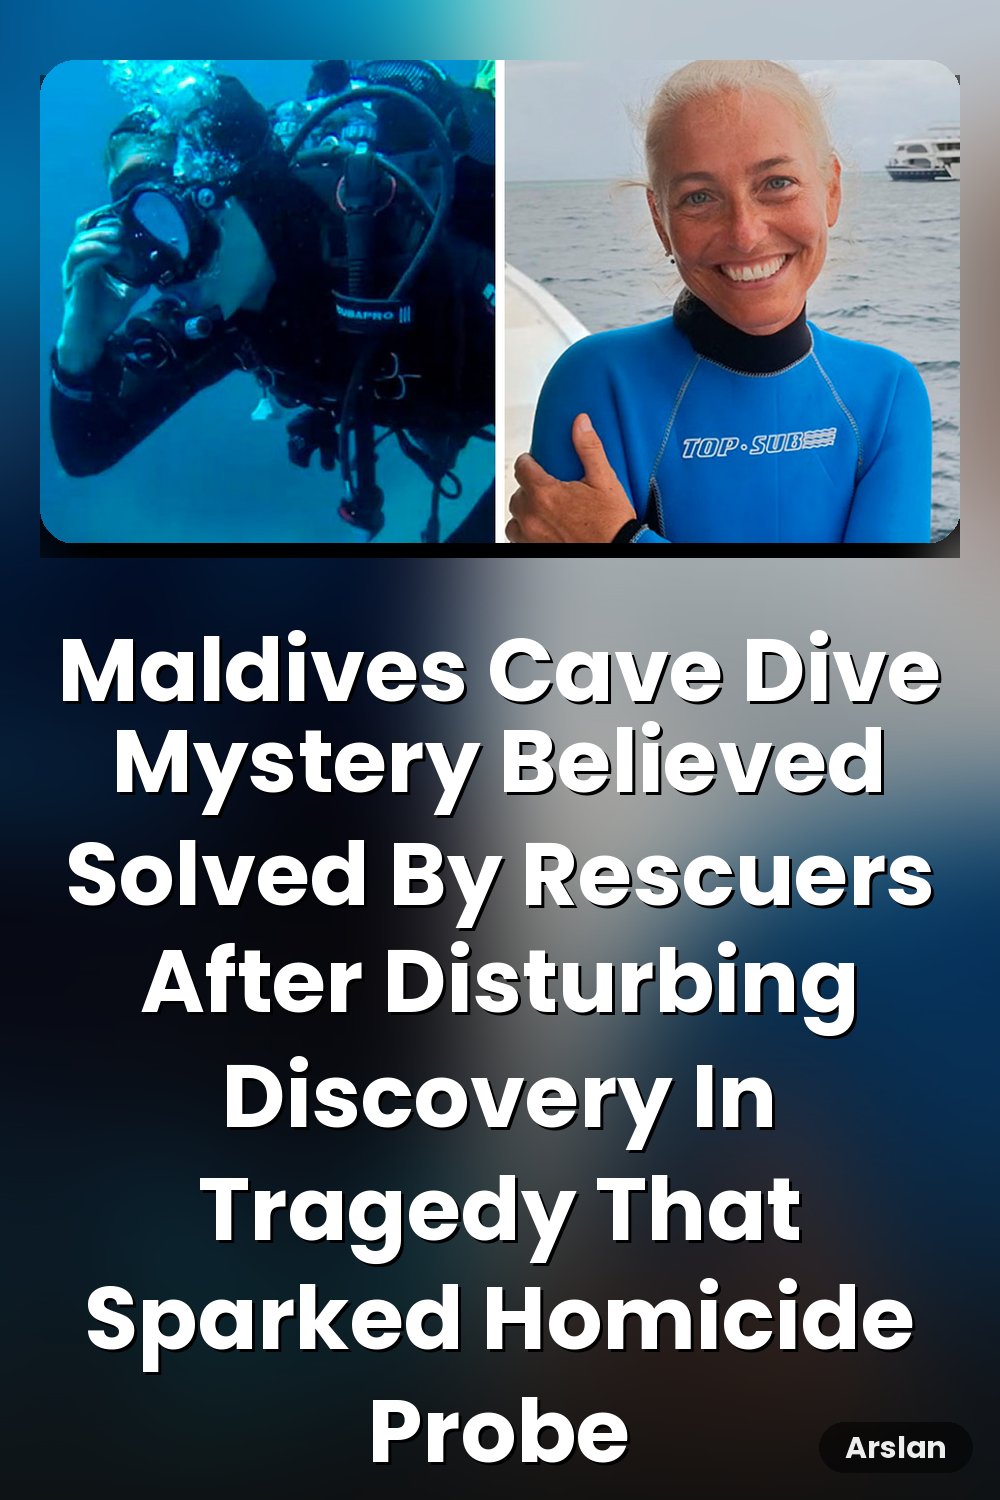 SUBAPRO
TOP·SUB
Maldives Cave Dive
Mystery Believed
Solved By Rescuers
After Disturbing
Discovery In
Tragedy That
Sparked Homicide
Probe
Arslan